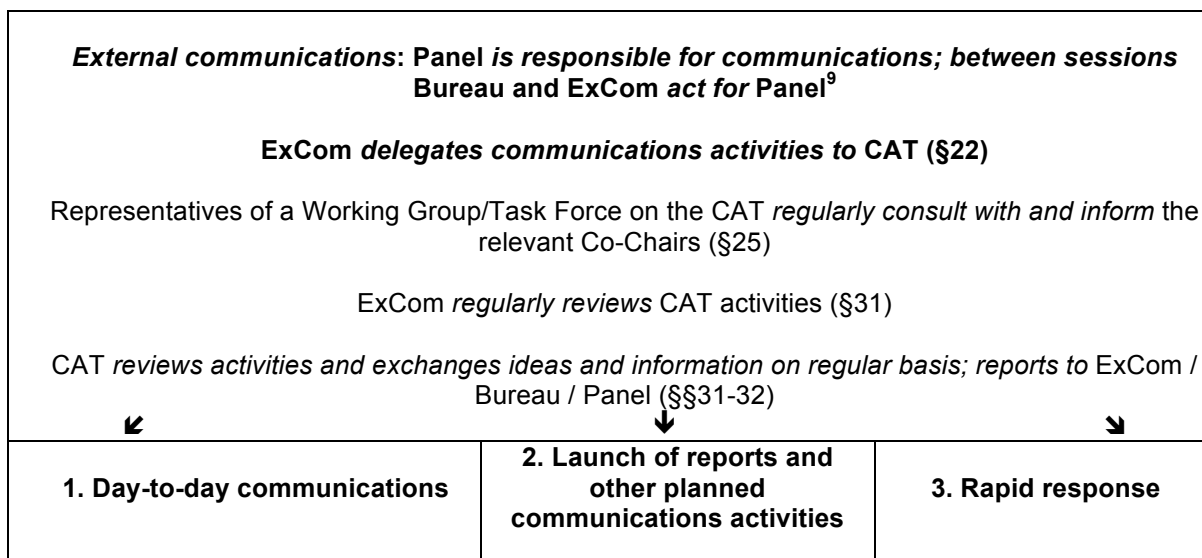 External communications: Panel is responsible for communications; between sessions
Bureau and ExCom act for Panel⁹
ExCom delegates communications activities to CAT (§22)
Representatives of a Working Group/Task Force on the CAT regularly consult with and inform the
relevant Co-Chairs (§25)
ExCom regularly reviews CAT activities (§31)
CAT reviews activities and exchanges ideas and information on regular basis; reports to ExCom /
Bureau / Panel (§§31-32)
1. Day-to-day communications
2. Launch of reports and
other planned
communications activities
3. Rapid response